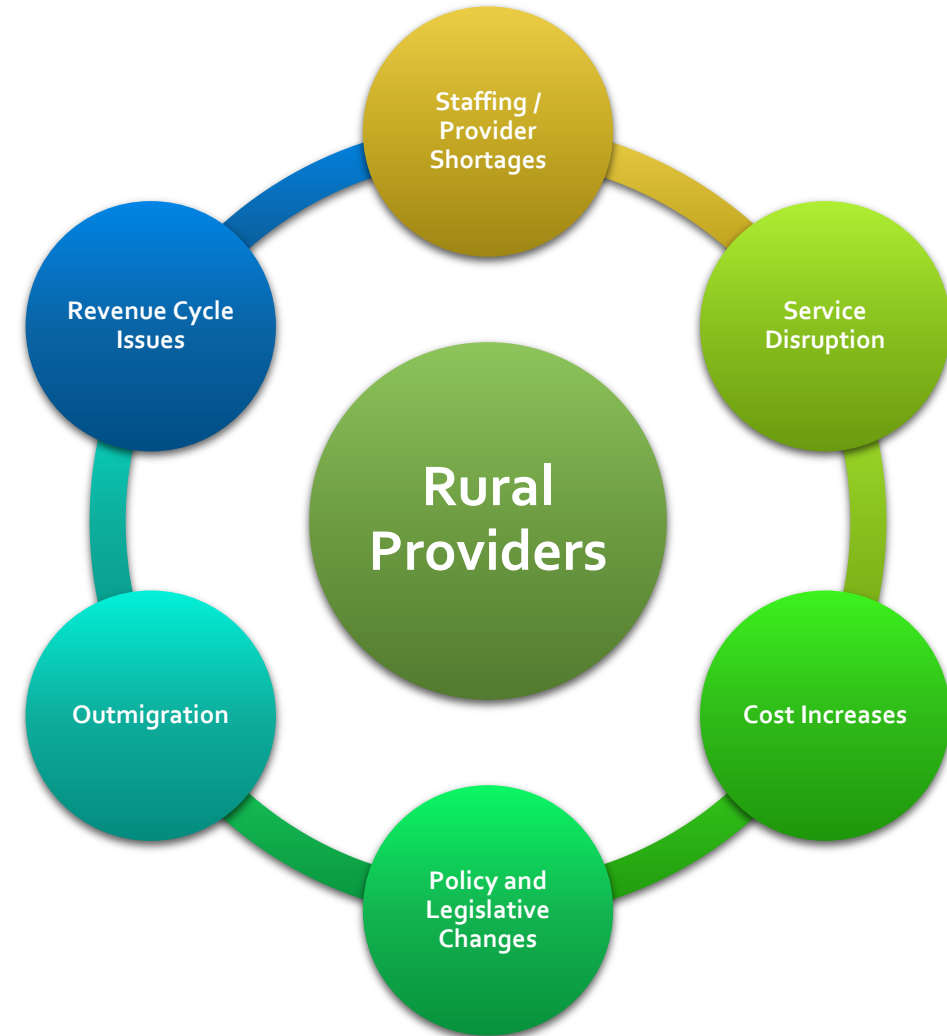 Staffing /
Provider
Shortages
Service
Disruption
Cost Increases
Policy and
Legislative
Changes
Outmigration
Revenue Cycle
Issues
Rural
Providers